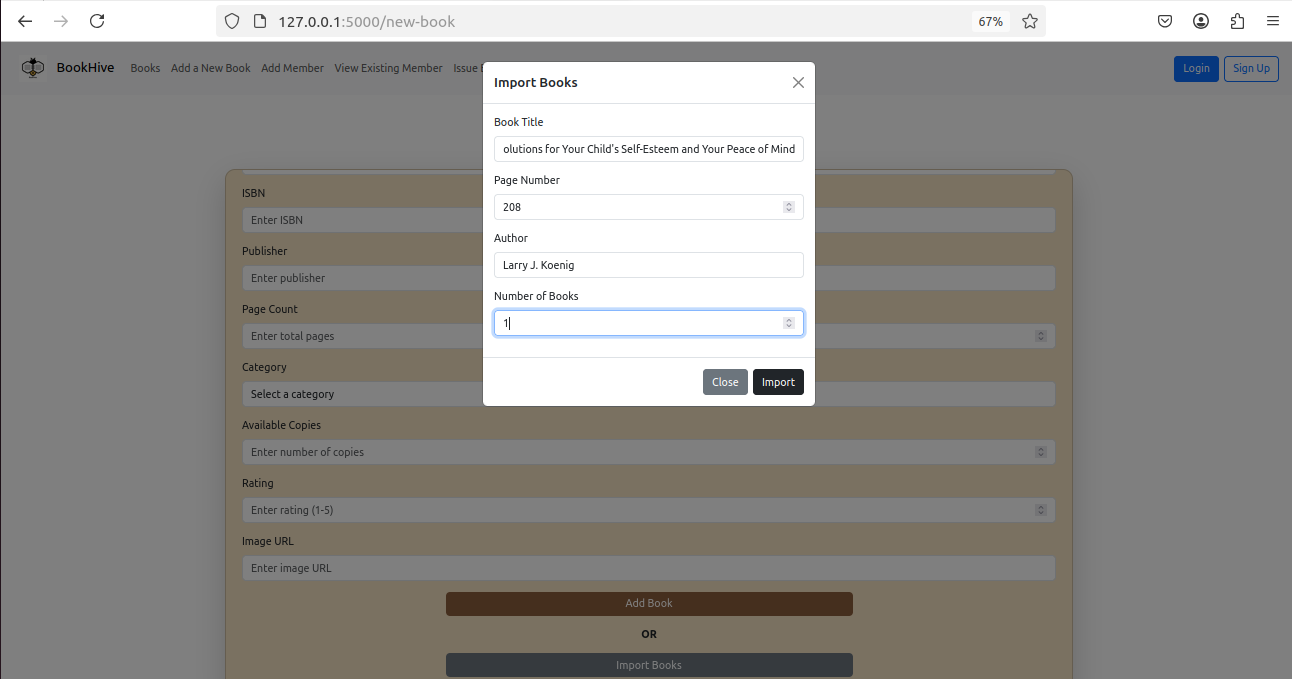 127.0.0.1:5000/new-book 67%
BookHive Books Add a New Book Add Member View Existing Member Issue Login Sign Up
Import Books
Book Title
olutions for Your Child's Self-Esteem and Your Peace of Mind
Page Number
208
Author
Larry J. Koenig
Number of Books
1
Close Import
ISBN
Enter ISBN
Publisher
Enter publisher
Page Count
Enter total pages
Category
Select a category
Available Copies
Enter number of copies
Rating
Enter rating (1-5)
Image URL
Enter image URL
Add Book
OR
Import Books